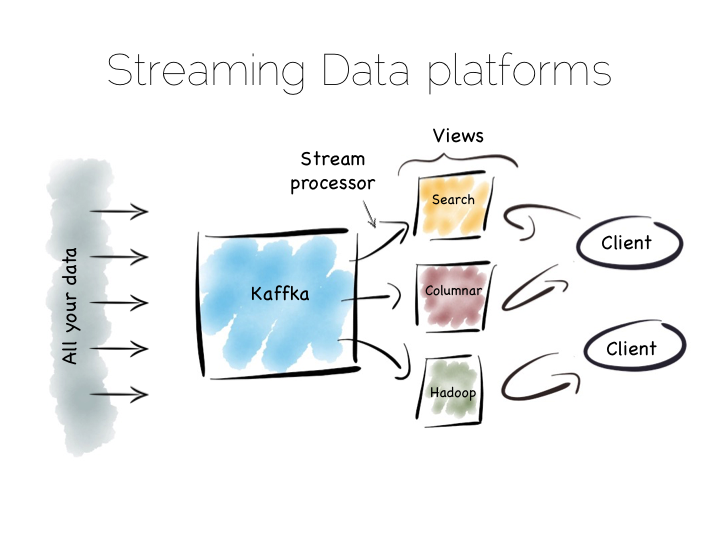 Streaming Data platforms
Views
Stream
processor
Search
All your data
Kaffka
Columnar
Hadoop
Client
Client